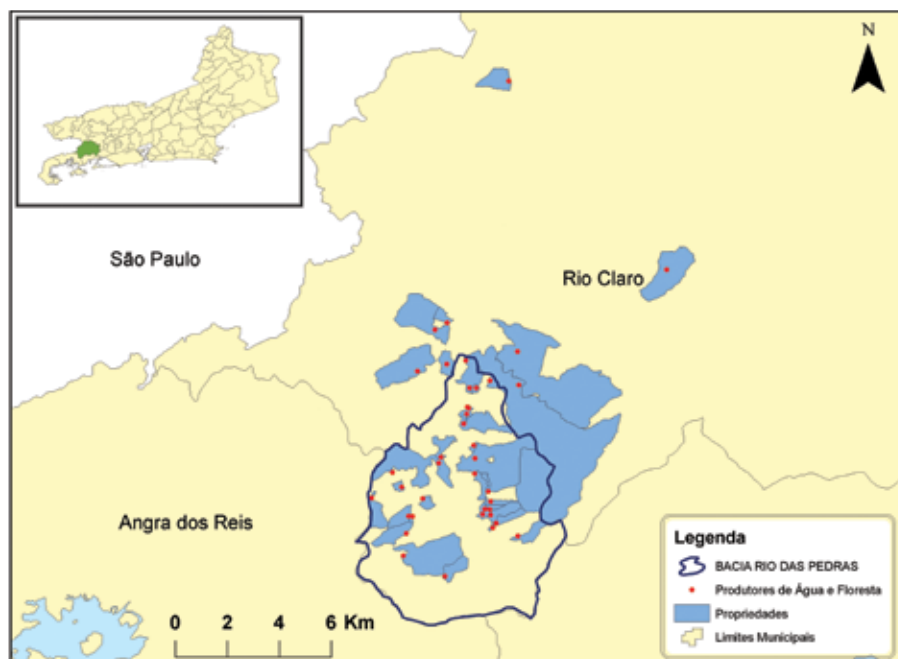 N
São Paulo
Rio Claro
Angra dos Reis
0 2 4 6 Km
Legenda
BACIA RIO DAS PEDRAS
Produtores de Água e Floresta
Propriedades
Limites Municipais